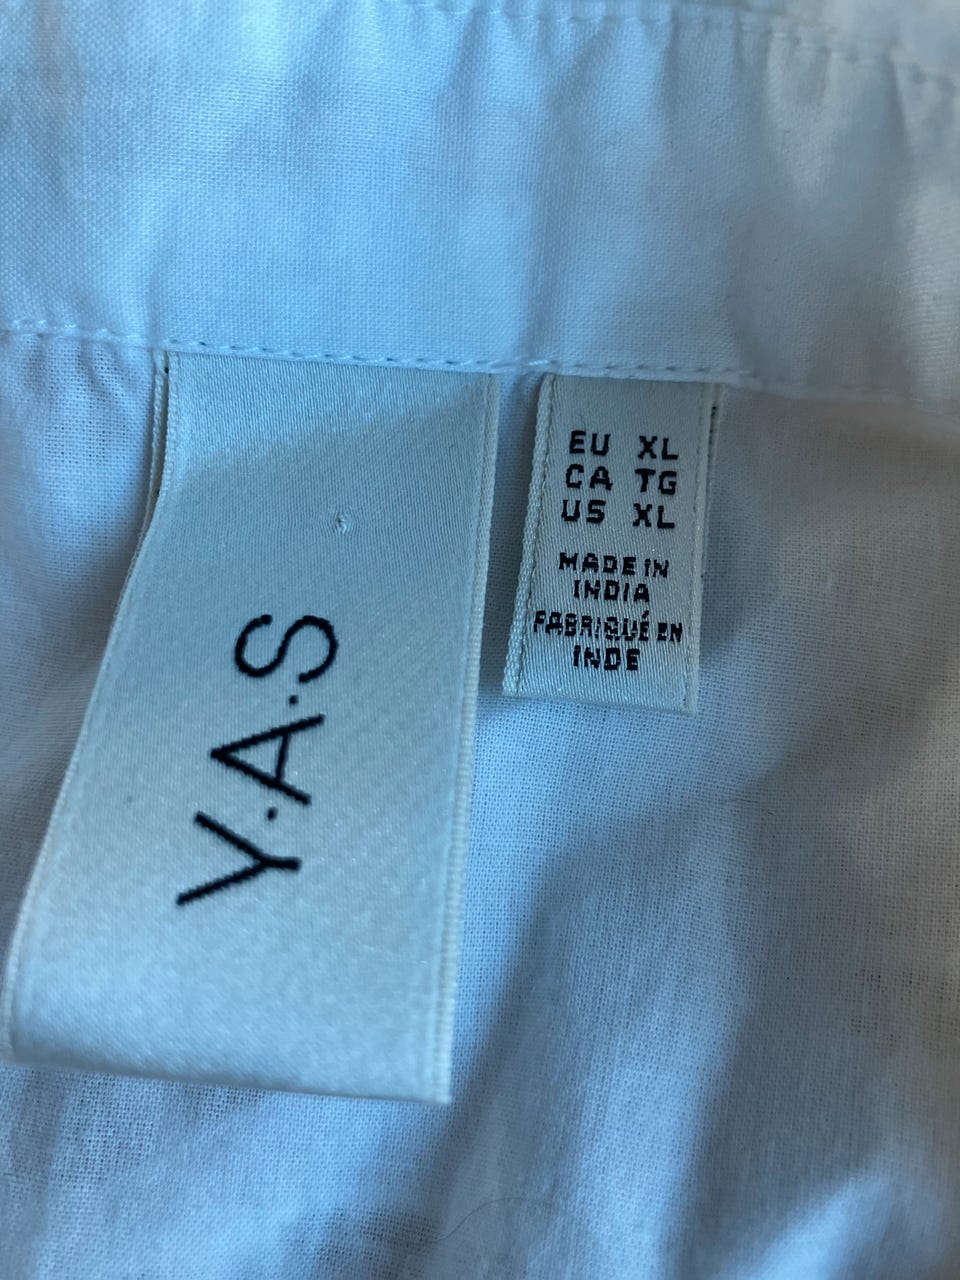 Y.A.S
EU XL
CA TG
US XL
MADE IN
INDIA
FABRIQUÉ EN
INDE